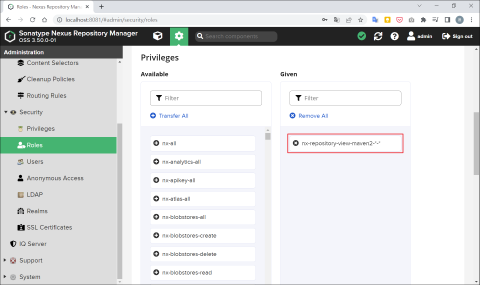 Roles - Nexus Repository Manager
localhost:8081/#admin/security/roles
Sonatype Nexus Repository Manager
OSS 3.50.0-01
Search components
admin
Sign out
Administration
Content Selectors
Cleanup Policies
Routing Rules
Security
Privileges
Roles
Users
Anonymous Access
LDAP
Realms
SSL Certificates
IQ Server
Support
System
Privileges
Available
Filter
Transfer All
nx-all
nx-analytics-all
nx-apikey-all
nx-atlas-all
nx-blobstores-all
nx-blobstores-create
nx-blobstores-delete
nx-blobstores-read
Given
Filter
Remove All
nx-repository-view-maven2-*-*